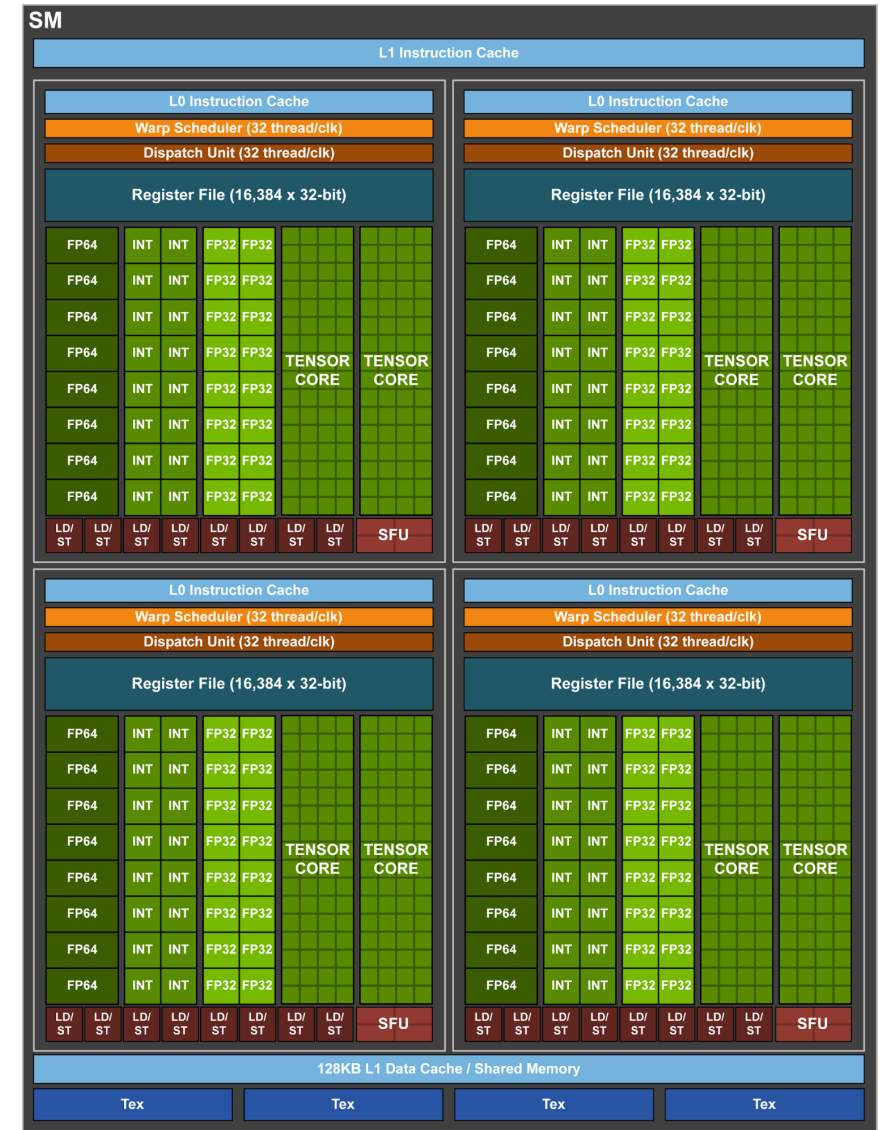 SM
L1 Instruction Cache
L0 Instruction Cache
Warp Scheduler (32 thread/clk)
Dispatch Unit (32 thread/clk)
Register File (16,384 x 32-bit)
FP64 INT INT FP32 FP32
FP64 INT INT FP32 FP32
FP64 INT INT FP32 FP32
FP64 INT INT FP32 FP32
FP64 INT INT FP32 FP32
FP64 INT INT FP32 FP32
FP64 INT INT FP32 FP32
FP64 INT INT FP32 FP32
TENSOR CORE
TENSOR CORE
LD/ST LD/ST LD/ST LD/ST LD/ST LD/ST LD/ST LD/ST SFU
L0 Instruction Cache
Warp Scheduler (32 thread/clk)
Dispatch Unit (32 thread/clk)
Register File (16,384 x 32-bit)
FP64 INT INT FP32 FP32
FP64 INT INT FP32 FP32
FP64 INT INT FP32 FP32
FP64 INT INT FP32 FP32
FP64 INT INT FP32 FP32
FP64 INT INT FP32 FP32
FP64 INT INT FP32 FP32
FP64 INT INT FP32 FP32
TENSOR CORE
TENSOR CORE
LD/ST LD/ST LD/ST LD/ST LD/ST LD/ST LD/ST LD/ST SFU
L0 Instruction Cache
Warp Scheduler (32 thread/clk)
Dispatch Unit (32 thread/clk)
Register File (16,384 x 32-bit)
FP64 INT INT FP32 FP32
FP64 INT INT FP32 FP32
FP64 INT INT FP32 FP32
FP64 INT INT FP32 FP32
FP64 INT INT FP32 FP32
FP64 INT INT FP32 FP32
FP64 INT INT FP32 FP32
FP64 INT INT FP32 FP32
TENSOR CORE
TENSOR CORE
LD/ST LD/ST LD/ST LD/ST LD/ST LD/ST LD/ST LD/ST SFU
L0 Instruction Cache
Warp Scheduler (32 thread/clk)
Dispatch Unit (32 thread/clk)
Register File (16,384 x 32-bit)
FP64 INT INT FP32 FP32
FP64 INT INT FP32 FP32
FP64 INT INT FP32 FP32
FP64 INT INT FP32 FP32
FP64 INT INT FP32 FP32
FP64 INT INT FP32 FP32
FP64 INT INT FP32 FP32
FP64 INT INT FP32 FP32
TENSOR CORE
TENSOR CORE
LD/ST LD/ST LD/ST LD/ST LD/ST LD/ST LD/ST LD/ST SFU
128KB L1 Data Cache / Shared Memory
Tex Tex Tex Tex